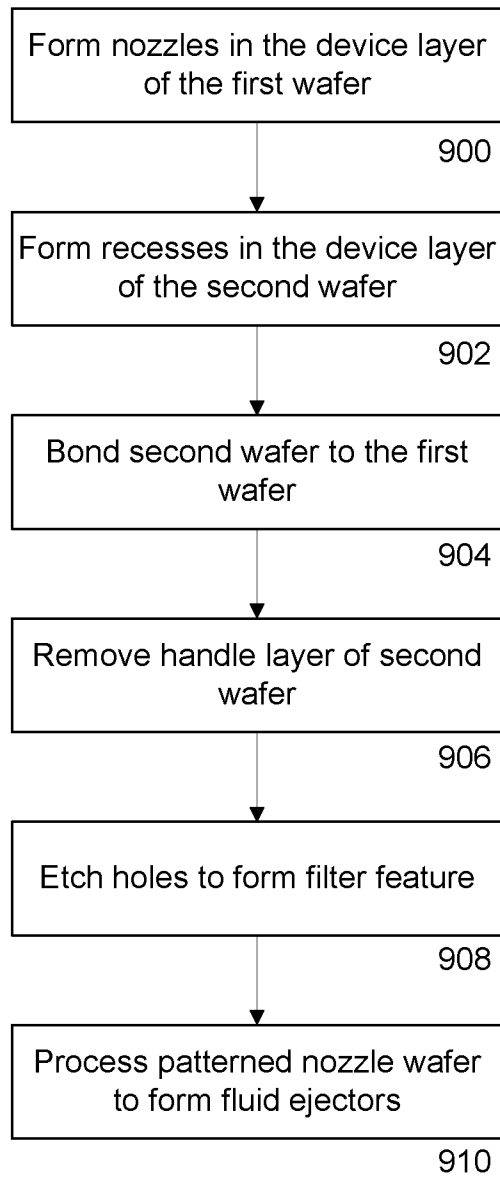 Form nozzles in the device layer
of the first wafer
900
Form recesses in the device layer
of the second wafer
902
Bond second wafer to the first
wafer
904
Remove handle layer of second
wafer
906
Etch holes to form filter feature
908
Process patterned nozzle wafer
to form fluid ejectors
910